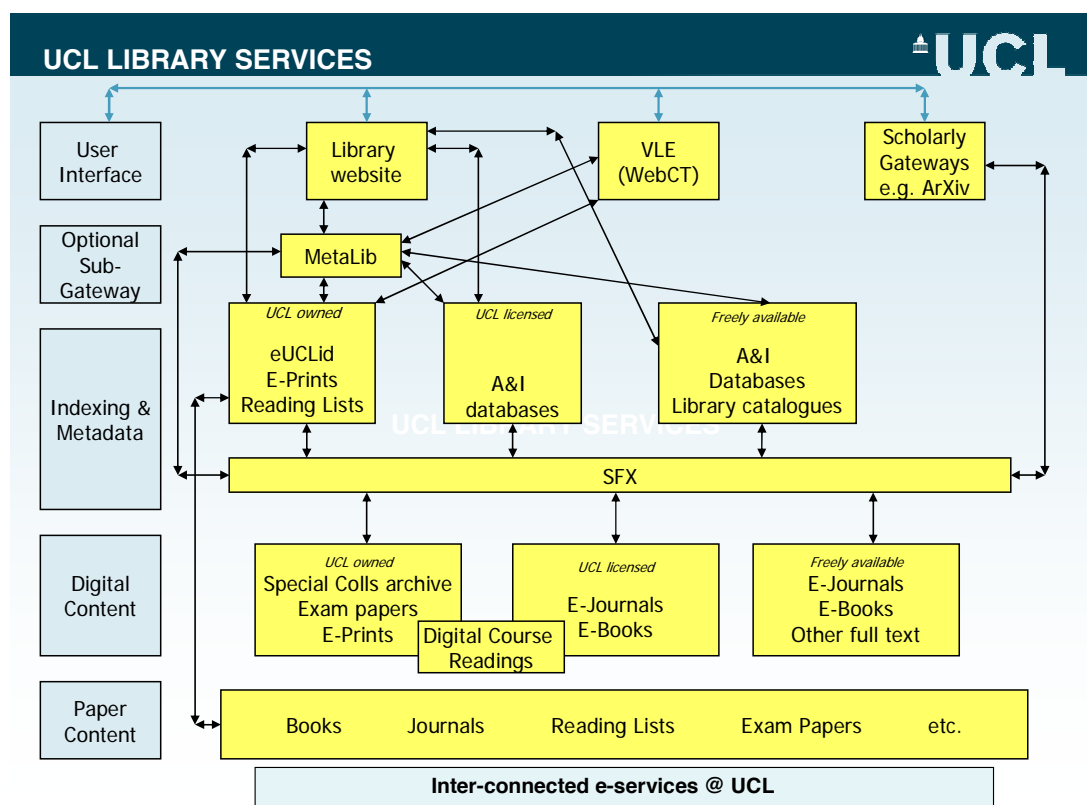 UCL LIBRARY SERVICES
UCL
User
Interface
Library
website
VLE
(WebCT)
Scholarly
Gateways
e.g. ArXiv
Optional
Sub-
Gateway
MetaLib
Indexing &
Metadata
UCL owned
eUCLid
E-Prints
Reading Lists
UCL licensed
A&I
databases
Freely available
A&I
Databases
Library catalogues
UCL LIBRARY SERVICES
SFX
Digital
Content
UCL owned
Special Colls archive
Exam papers
E-Prints
Digital Course
Readings
UCL licensed
E-Journals
E-Books
Freely available
E-Journals
E-Books
Other full text
Paper
Content
Books Journals Reading Lists Exam Papers etc.
Inter-connected e-services @ UCL